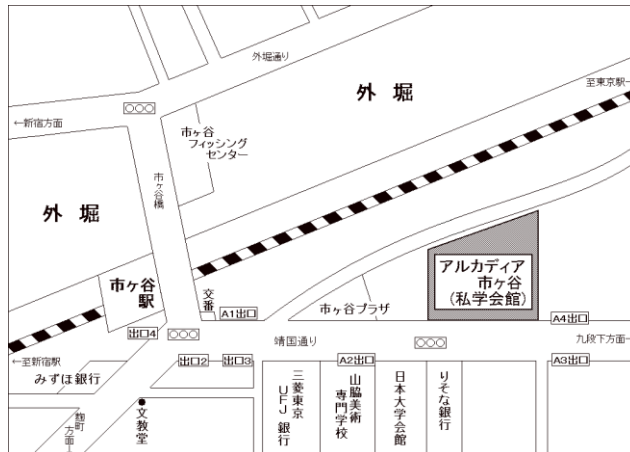 外堀通り
至東京駅→
外 堀
←新宿方面
市ヶ谷
フィッシング
センター
市ヶ谷橋
外 堀
アルカディア
市ヶ谷
(私学会館)
市ヶ谷
駅
交番
A1出口
市ヶ谷プラザ
A4出口
出口4
靖国通り
九段下方面→
←至新宿駅
出口2
出口3
A2出口
A3出口
みずほ銀行
麹町
方面→
文教堂
三菱東京
UFJ銀行
山脇美術
専門学校
日本大学会館
りそな銀行